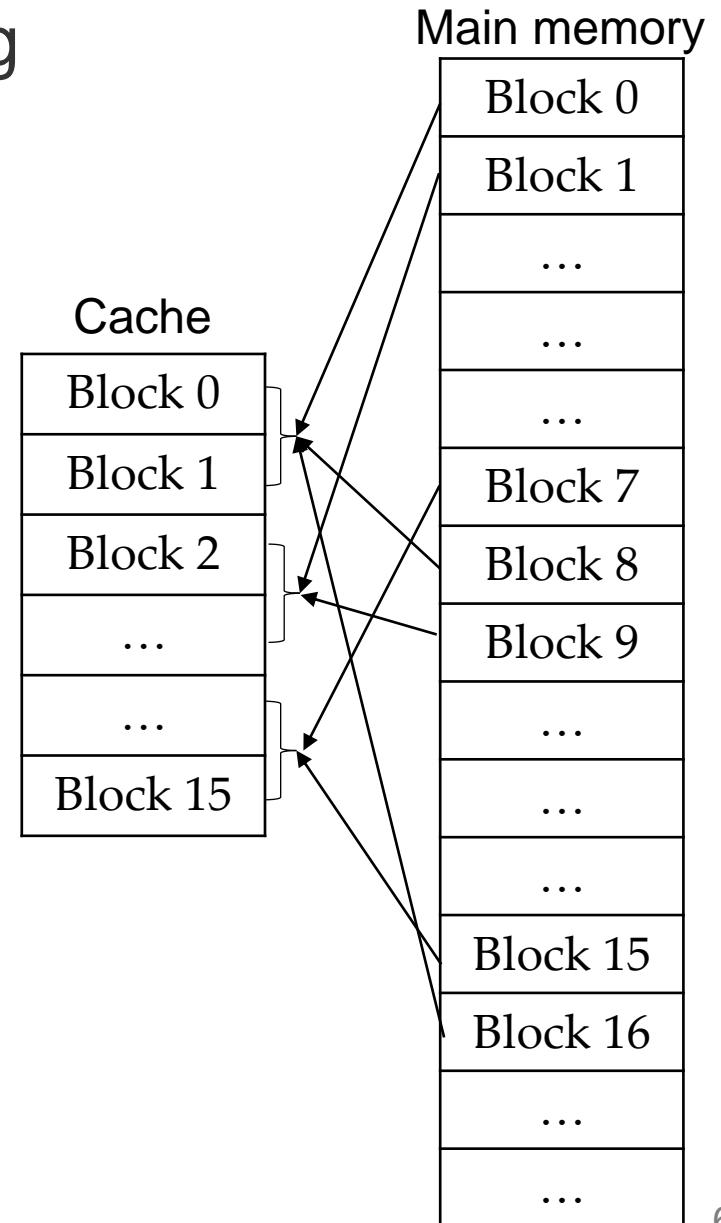 g
Main memory
Block 0
Block 1
…
…
…
Block 7
Block 8
Block 9
…
…
…
Block 15
Block 16
…
…
Cache
Block 0
Block 1
Block 2
…
…
Block 15